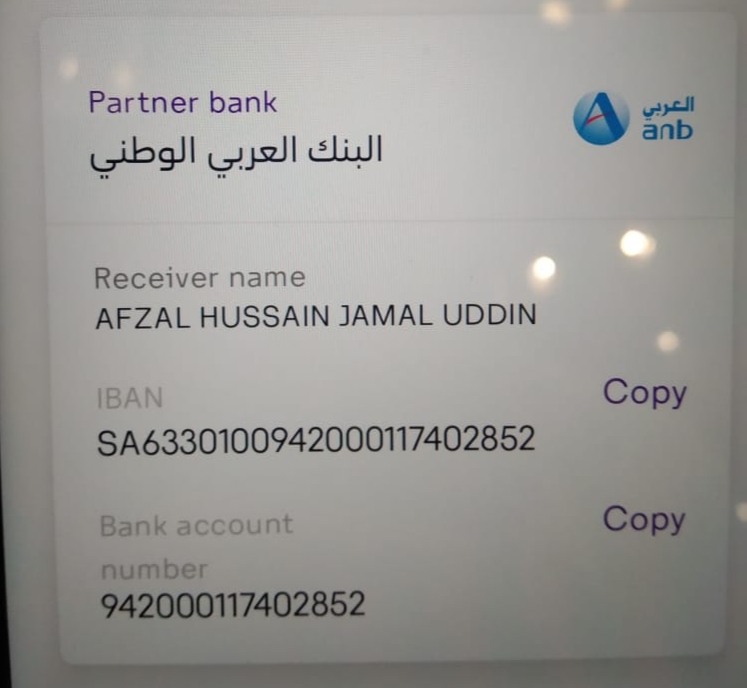 Partner bank
البنك العربي الوطني
العربي
anb
Receiver name
AFZAL HUSSAIN JAMAL UDDIN
IBAN
Copy
SA6330100942000117402852
Bank account
number
Copy
942000117402852